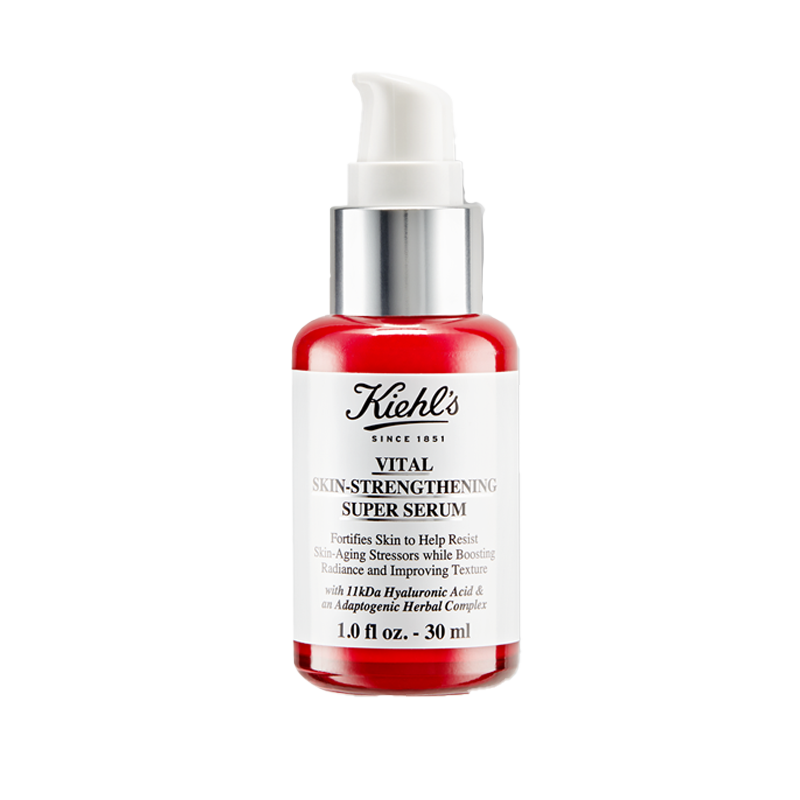 Kiehl's
SINCE 1851
VITAL
SKIN-STRENGTHENING
SUPER SERUM
Fortifies Skin to Help Resist
Skin-Aging Stressors while Boosting
Radiance and Improving Texture
with 11kDa Hyaluronic Acid &
an Adaptogenic Herbal Complex
1.0 fl oz. - 30 ml